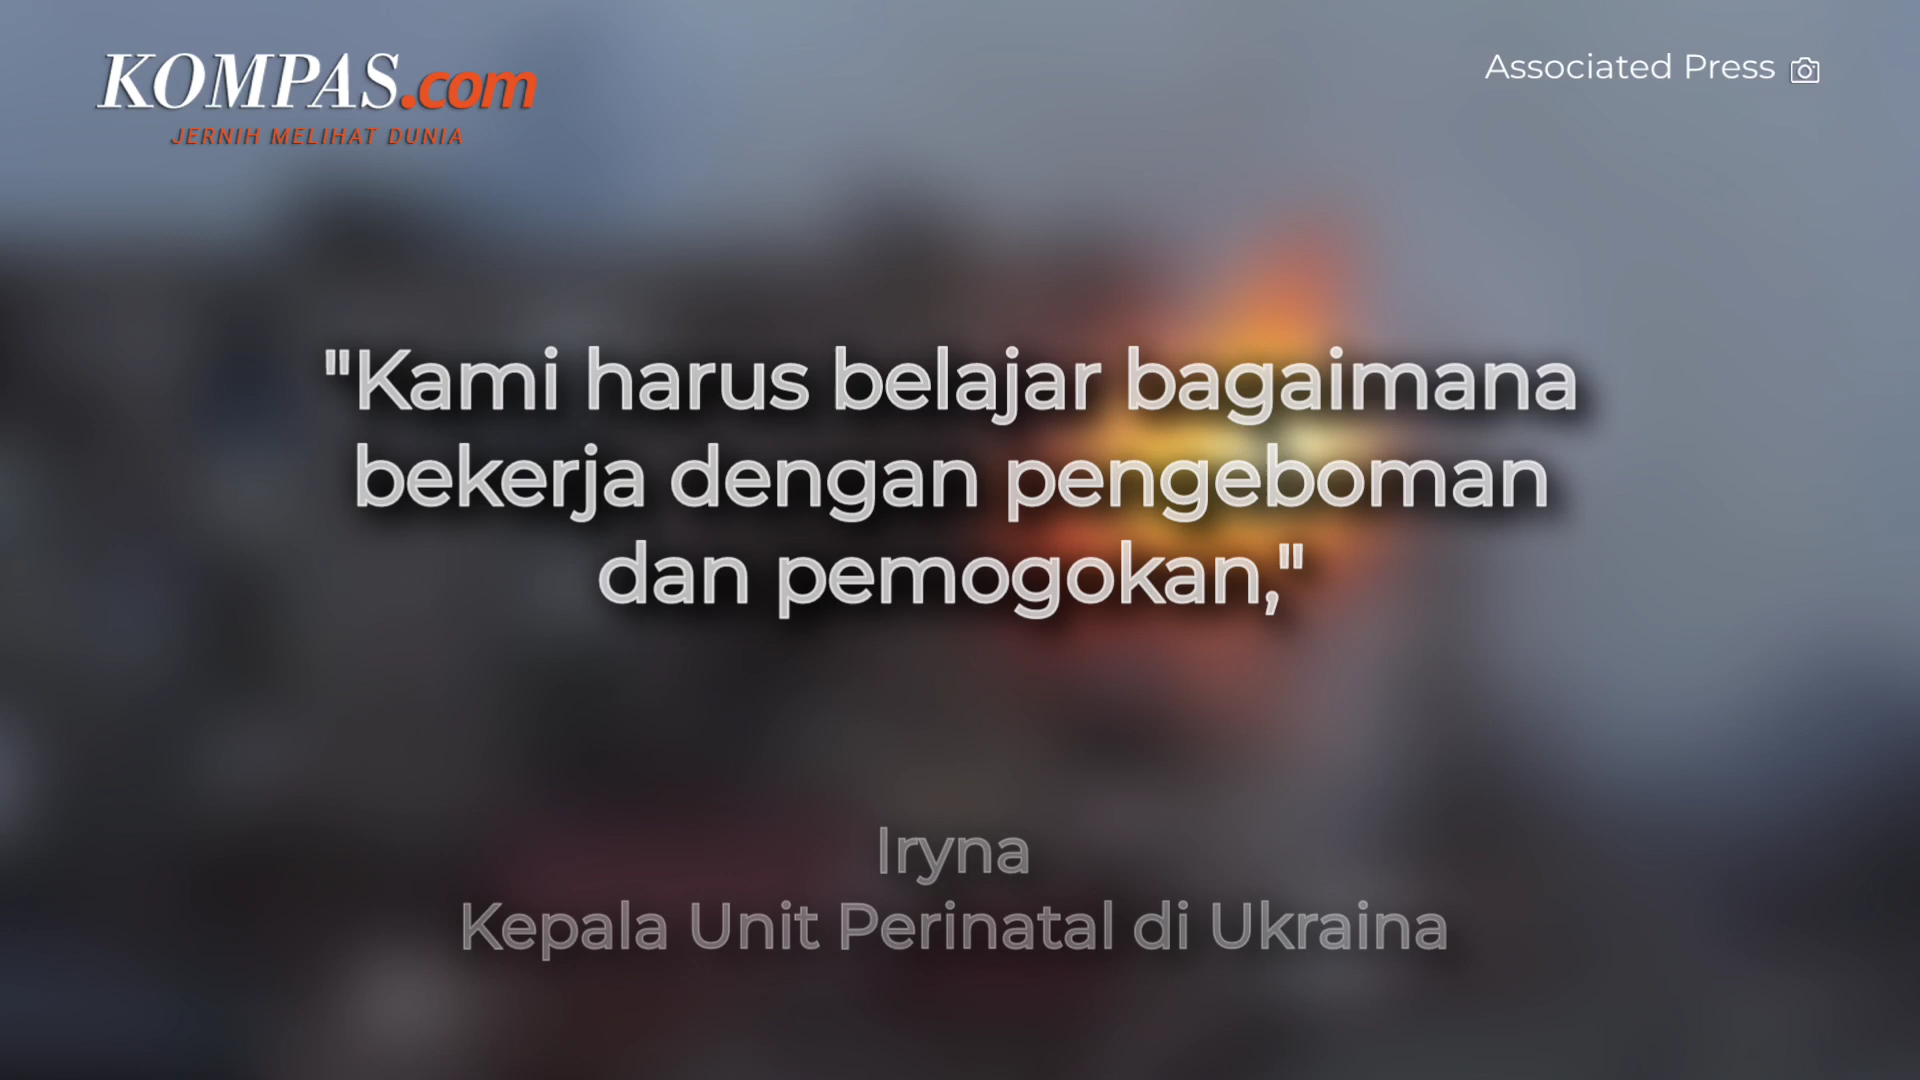 KOMPAS.com
JERNIH MELIHAT DUNIA
Associated Press
"Kami harus belajar bagaimana
bekerja dengan pengeboman
dan pemogokan,"
Iryna
Kepala Unit Perinatal di Ukraina